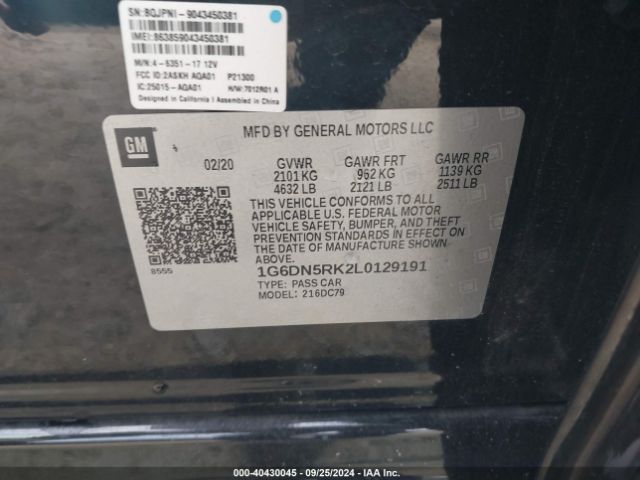 SN:BQJPNI-9043450381
IMEI:863859043450381
M/N:4-6351-17 12V
FCC ID:2ASKH AQA01 P21300
IC:25015-AQA01 H/W:7012R01 A
Designed in California | Assembled in China
GM
MFD BY GENERAL MOTORS LLC
02/20 GVWR GAWR FRT GAWR RR
2101 KG 962 KG 1139 KG
4632 LB 2121 LB 2511 LB
THIS VEHICLE CONFORMS TO ALL
APPLICABLE U.S. FEDERAL MOTOR
VEHICLE SAFETY, BUMPER, AND THEFT
PREVENTION STANDARDS IN EFFECT ON
THE DATE OF MANUFACTURE SHOWN
ABOVE.
8555
1G6DN5RK2L0129191
TYPE: PASS CAR
MODEL: 216DC79
000-40430045 - 09/25/2024 - IAA Inc.